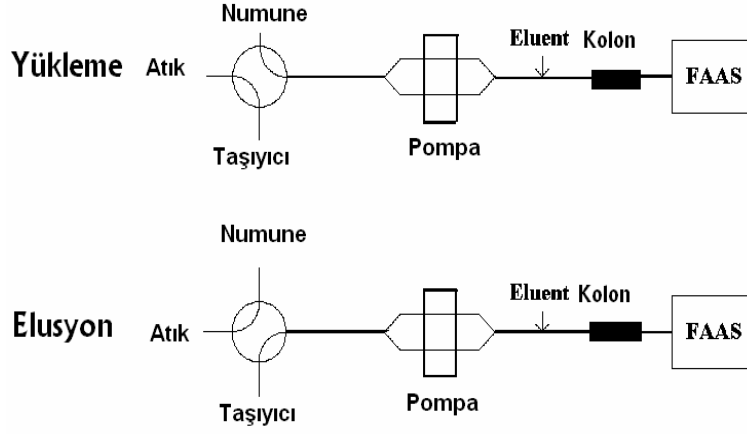 Numune
Eluent Kolon
Yükleme Atık FAAS
Taşıyıcı Pompa
Numune
Eluent Kolon
Elusyon Atık FAAS
Taşıyıcı Pompa